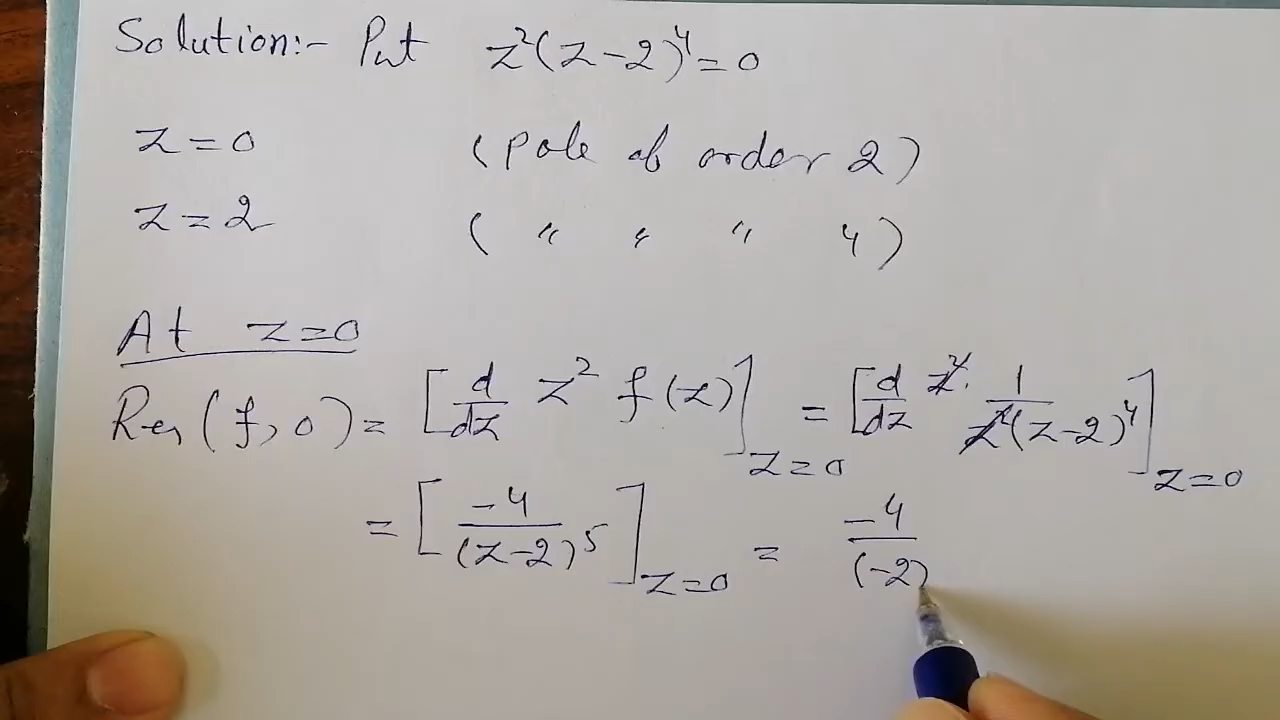 Solution:- Put z²(z-2)⁴=0
z=0 (pole of order 2)
z=2 ( " " " 4)
At z=0
Res(f,0)= [d/dz z² f(z)]z=0 = [d/dz z². 1/z²(z-2)⁴]z=0
= [-4/(z-2)⁵]z=0 = -4/(-2)